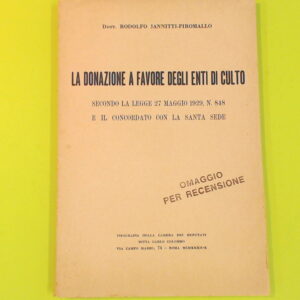 Dott. RODOLFO JANNITTI-PIROMALLO
LA DONAZIONE A FAVORE DEGLI ENTI DI CULTO
SECONDO LA LEGGE 27 MAGGIO 1929, N. 848
E IL CONCORDATO CON LA SANTA SEDE
OMAGGIO
PER RECENSIONE
TIPOGRAFIA DELLA CAMERA DEI DEPUTATI
DITTA CARLO COLOMBO
VIA CAMPO MARZIO, 74 - ROMA